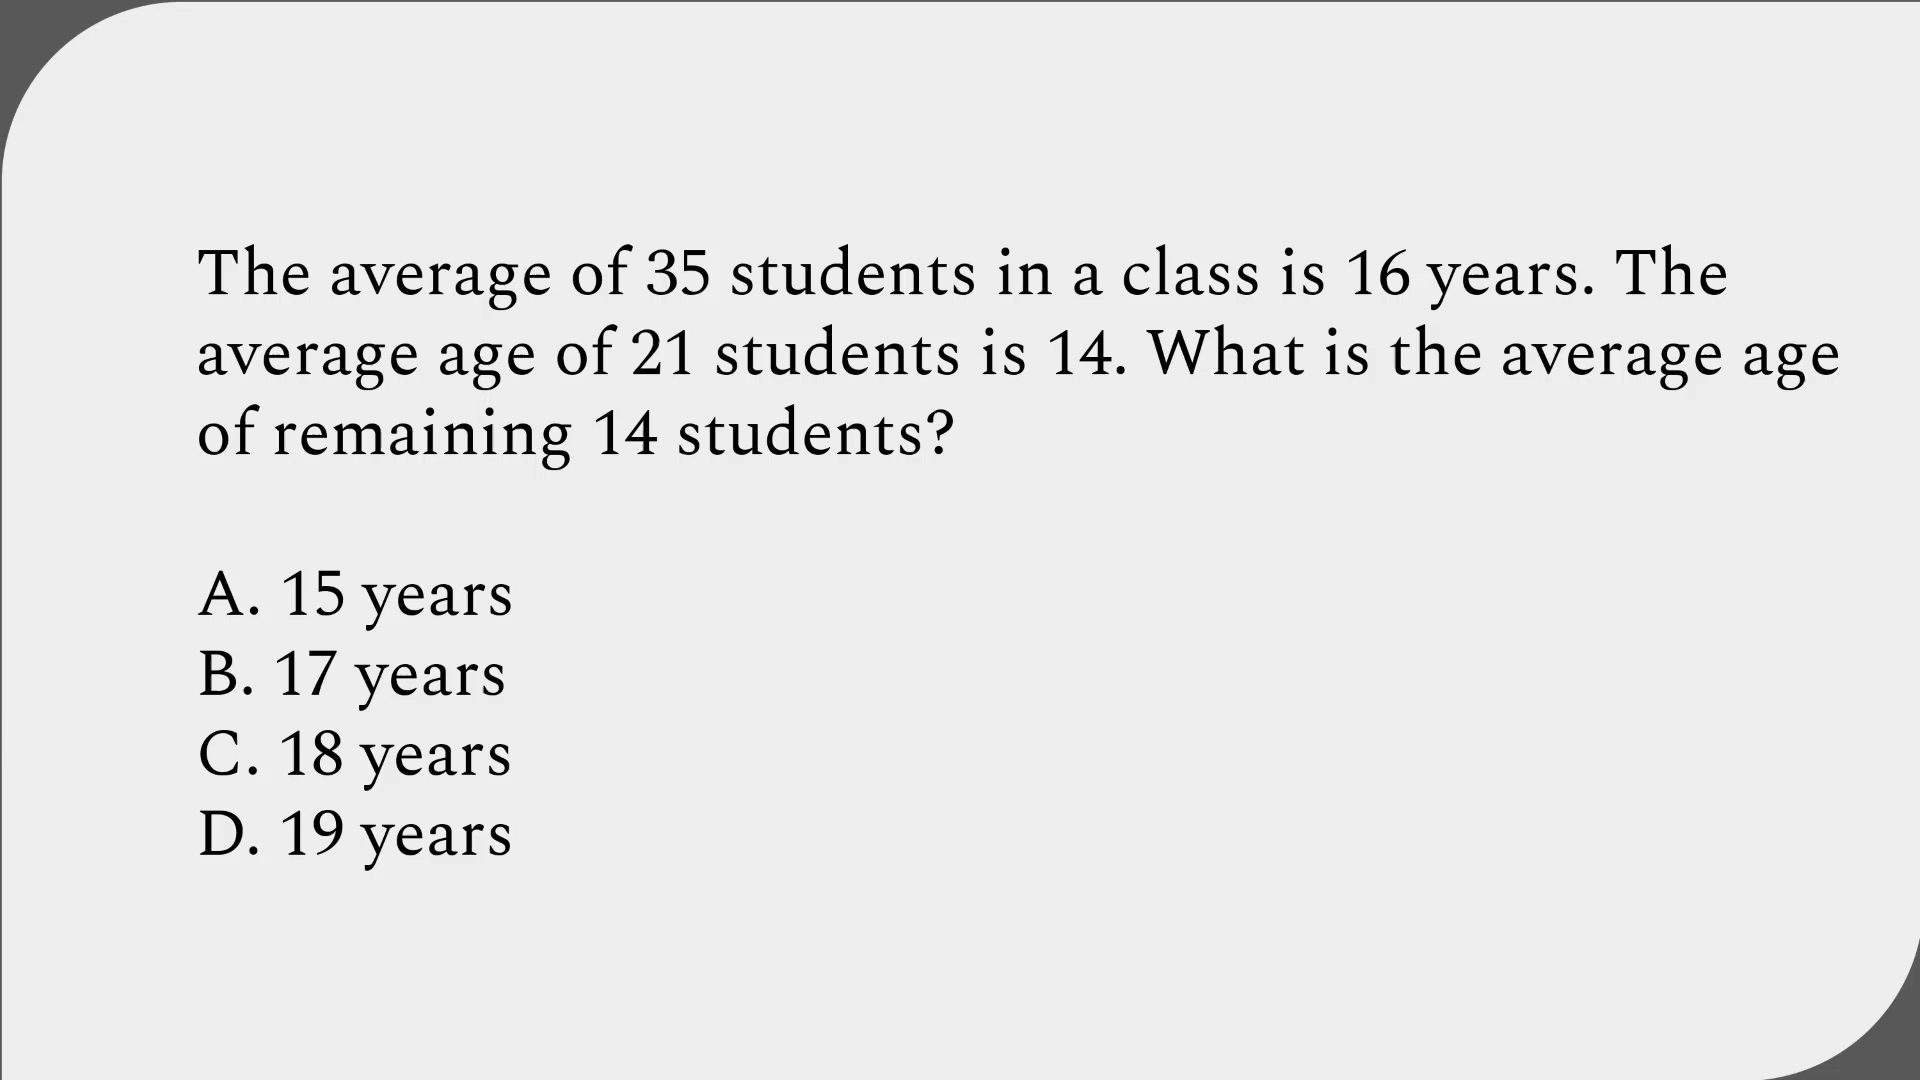 The average of 35 students in a class is 16 years. The
average age of 21 students is 14. What is the average age
of remaining 14 students?
A. 15 years
B. 17 years
C. 18 years
D. 19 years